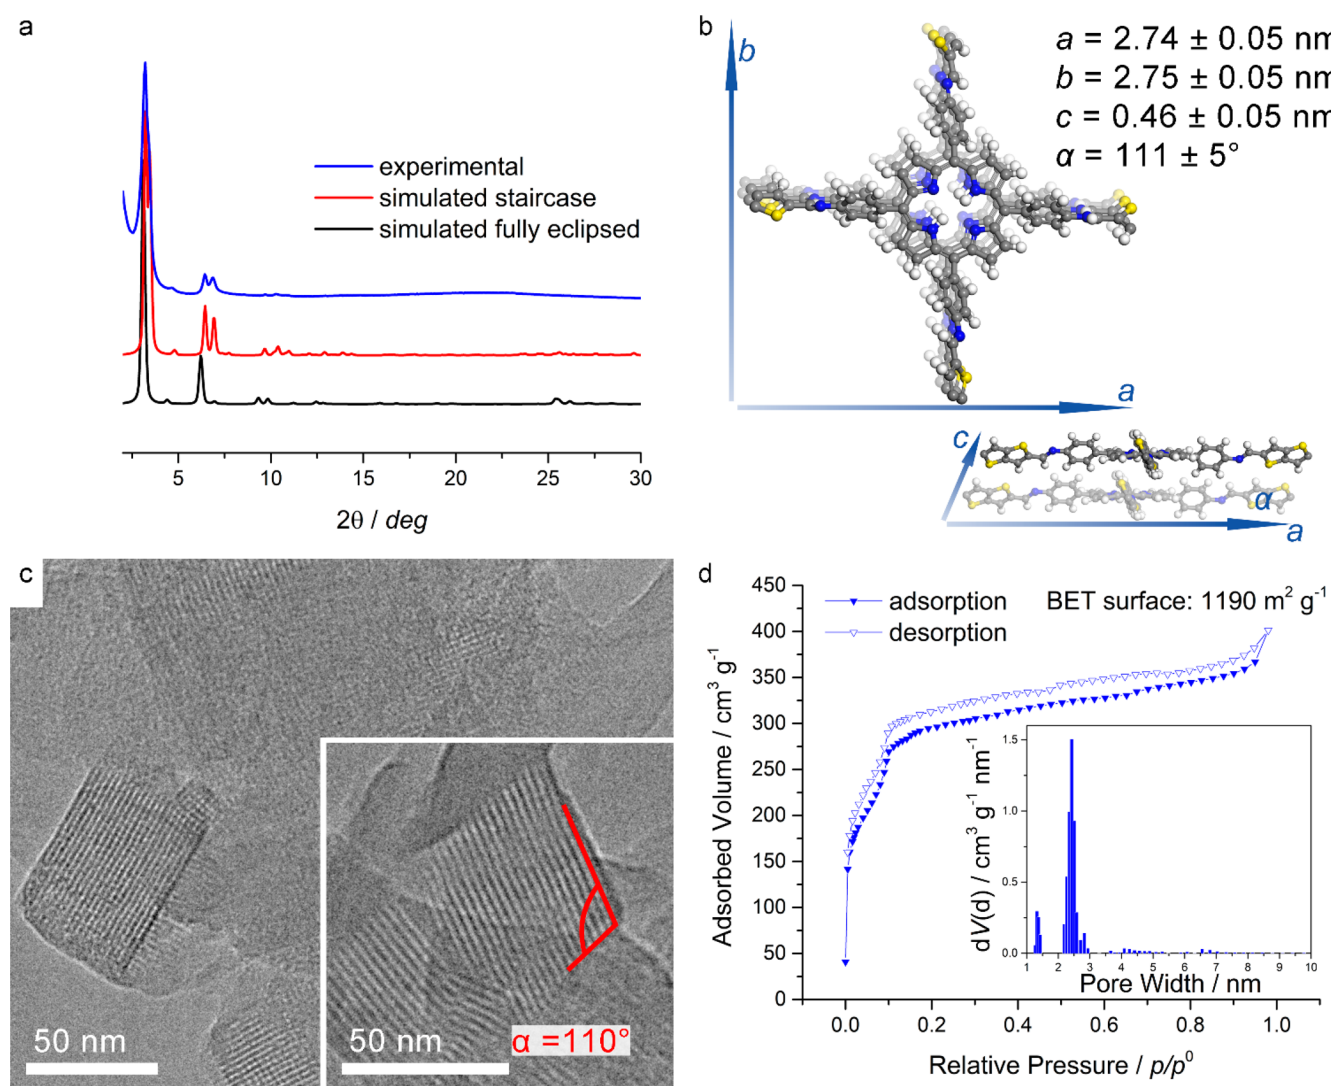 a
experimental
simulated staircase
simulated fully eclipsed
5
10
15
20
25
30
2θ / deg
b
b
a = 2.74 ± 0.05 nm
b = 2.75 ± 0.05 nm
c = 0.46 ± 0.05 nm
α = 111 ± 5°
a
c
α
a
c
50 nm
50 nm
α =110°
d
450
400
350
300
250
200
150
100
50
0
Adsorbed Volume / cm³ g⁻¹
adsorption
desorption
BET surface: 1190 m² g⁻¹
1.5
1.0
0.5
0.0
dV(d) / cm³ g⁻¹ nm⁻¹
1 2 3 4 5 6 7 8 9 10
Pore Width / nm
0.0
0.2
0.4
0.6
0.8
1.0
Relative Pressure / p/p⁰